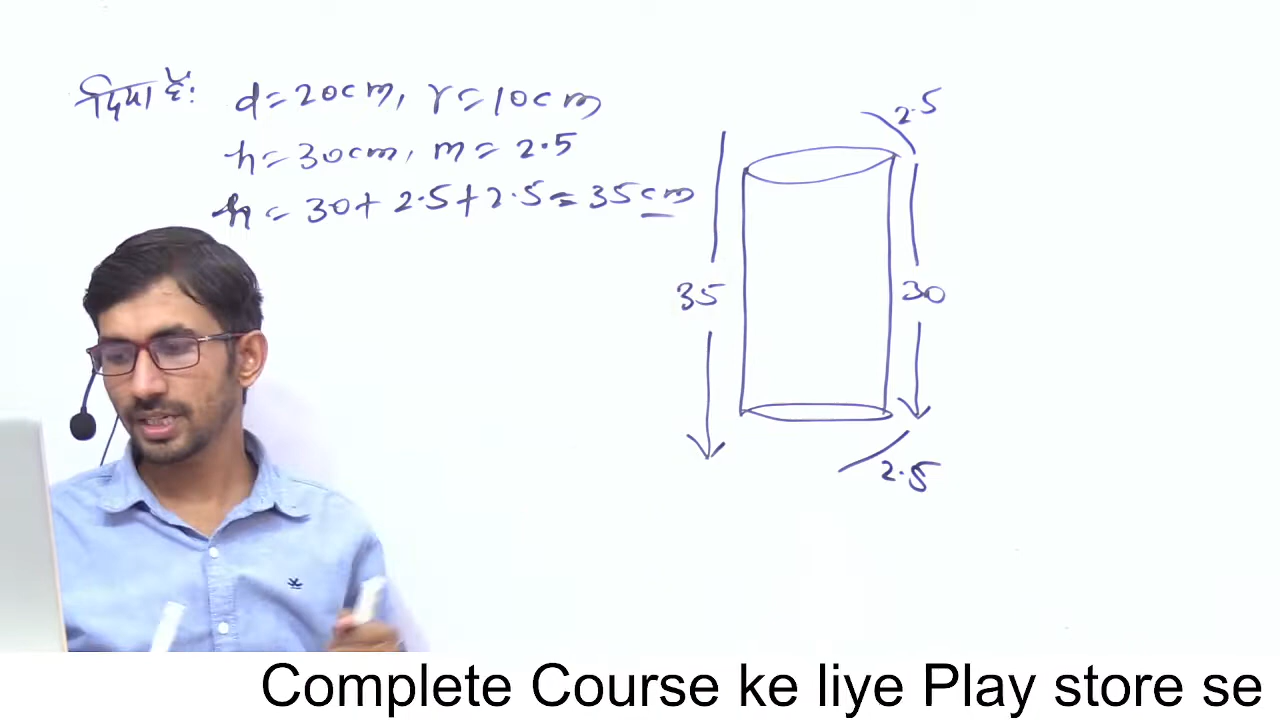 दिया है: d=20cm, r=10cm
h=30cm, m=2.5
h=30+2.5+2.5=35cm
2.5
35
30
2.5
Complete Course ke liye Play store se